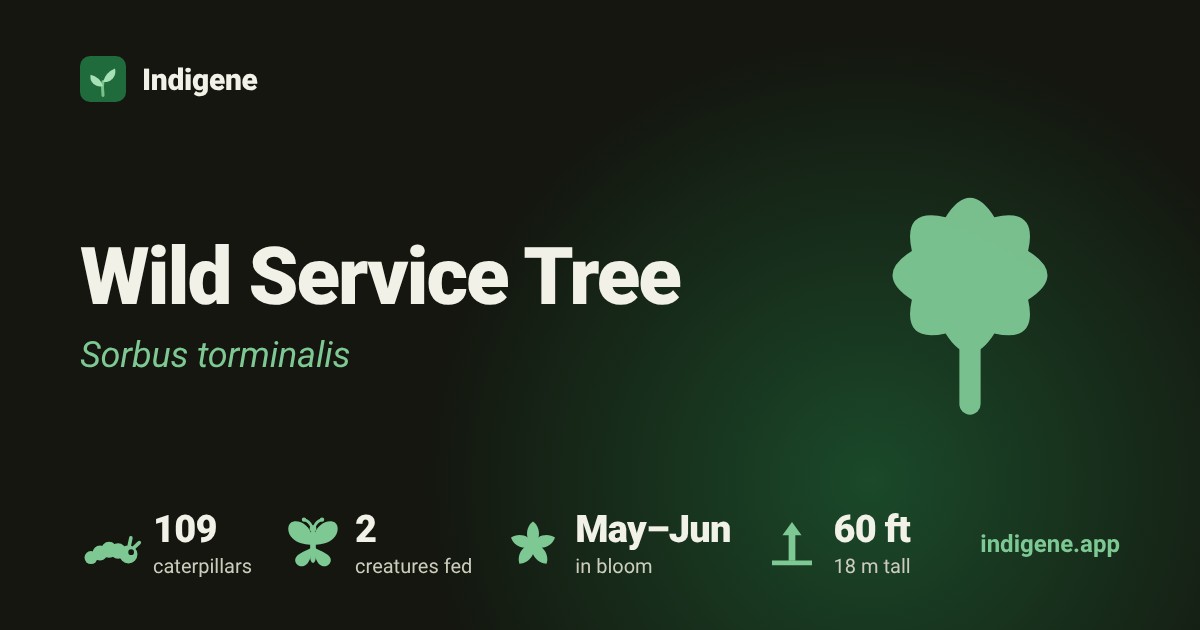 Indigene
Wild Service Tree
Sorbus torminalis
109
caterpillars
2
creatures fed
May–Jun
in bloom
60 ft
18 m tall
indigene.app